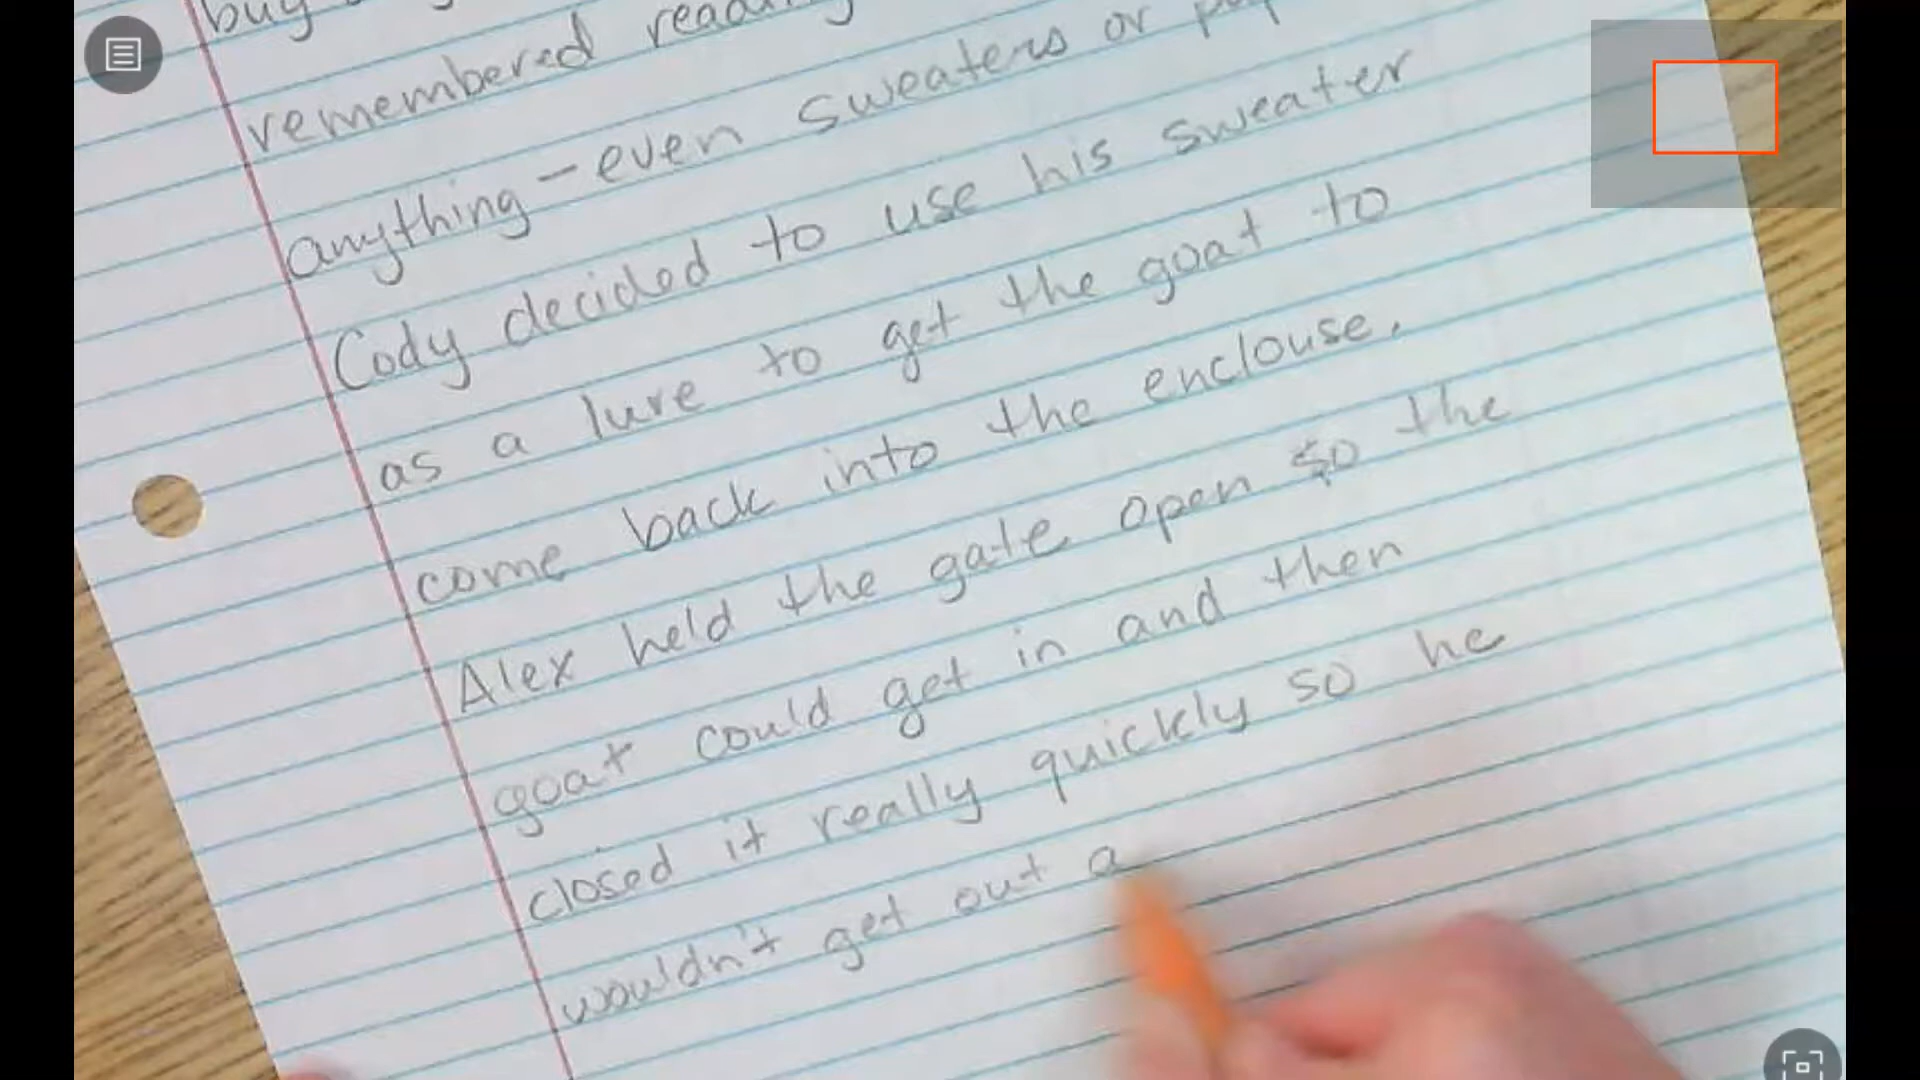 buy
remembered
anything - even sweaters or
Cody decided to use his sweater
as a lure to get the goat to
come back into the enclouse.
Alex held the gate open so the
goat could get in and then
closed it really quickly so he
wouldn't get out a